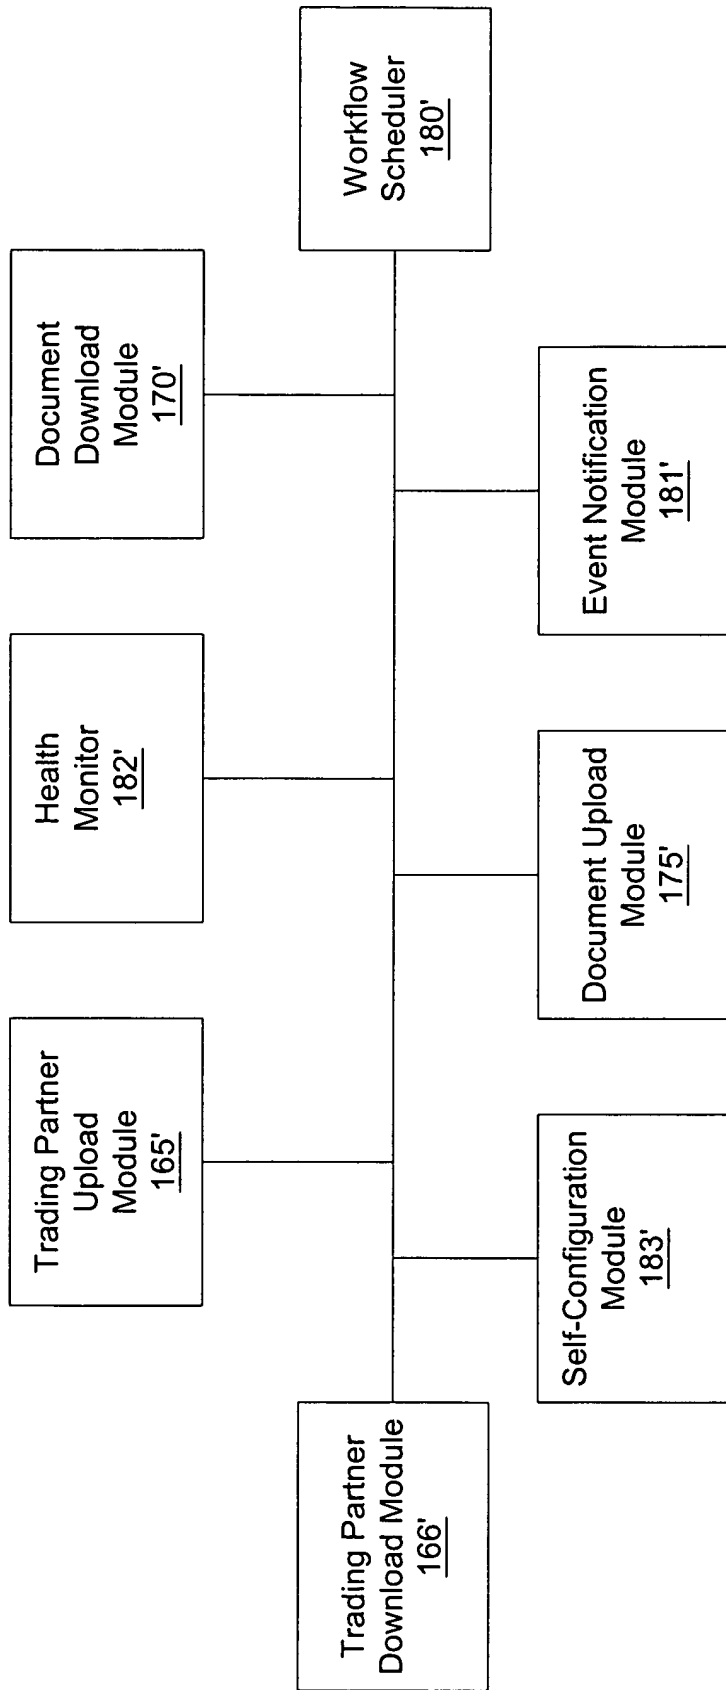 Trading Partner
Upload
Module
165'
Health
Monitor
182'
Document
Download
Module
170'
Trading Partner
Download Module
166'
Workflow
Scheduler
180'
Self-Configuration
Module
183'
Document Upload
Module
175'
Event Notification
Module
181'